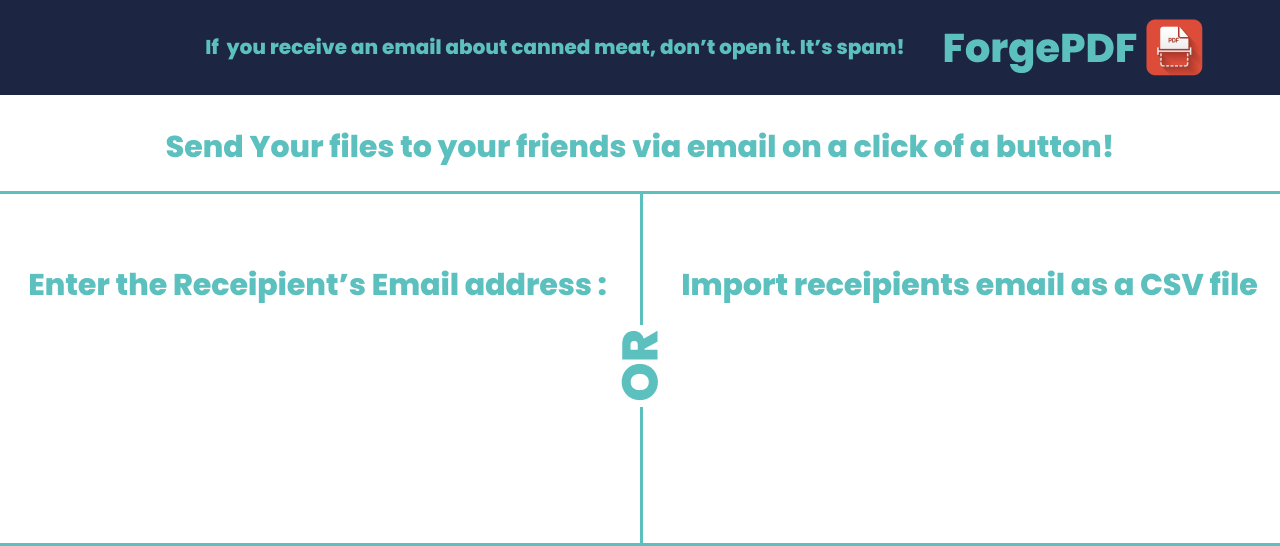 If  you receive an email about canned meat, don’t open it. It’s spam!
ForgePDF
PDF
Send Your files to your friends via email on a click of a button!
Enter the Receipient’s Email address :
OR
Import receipients email as a CSV file